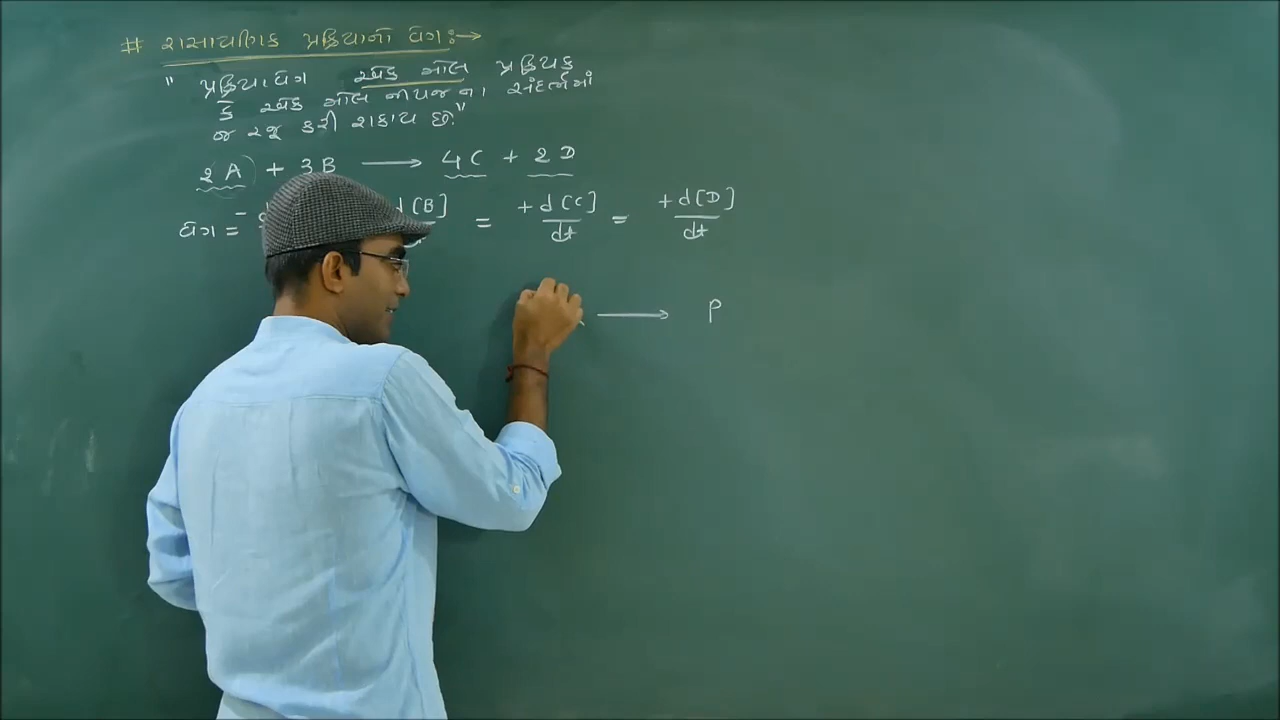 # રાસાયણિક પ્રક્રિયાનો વેગ :→
" પ્રક્રિયાવેગ એક મોલ પ્રક્રિયક
કે એક મોલ નીપજના સંદર્ભમાં
જ રજૂ કરી શકાય છે."
2A + 3B ⟶ 4C + 2D
વેગ = - d[B] = +d[C]/dt = +d[D]/dt
⟶ P